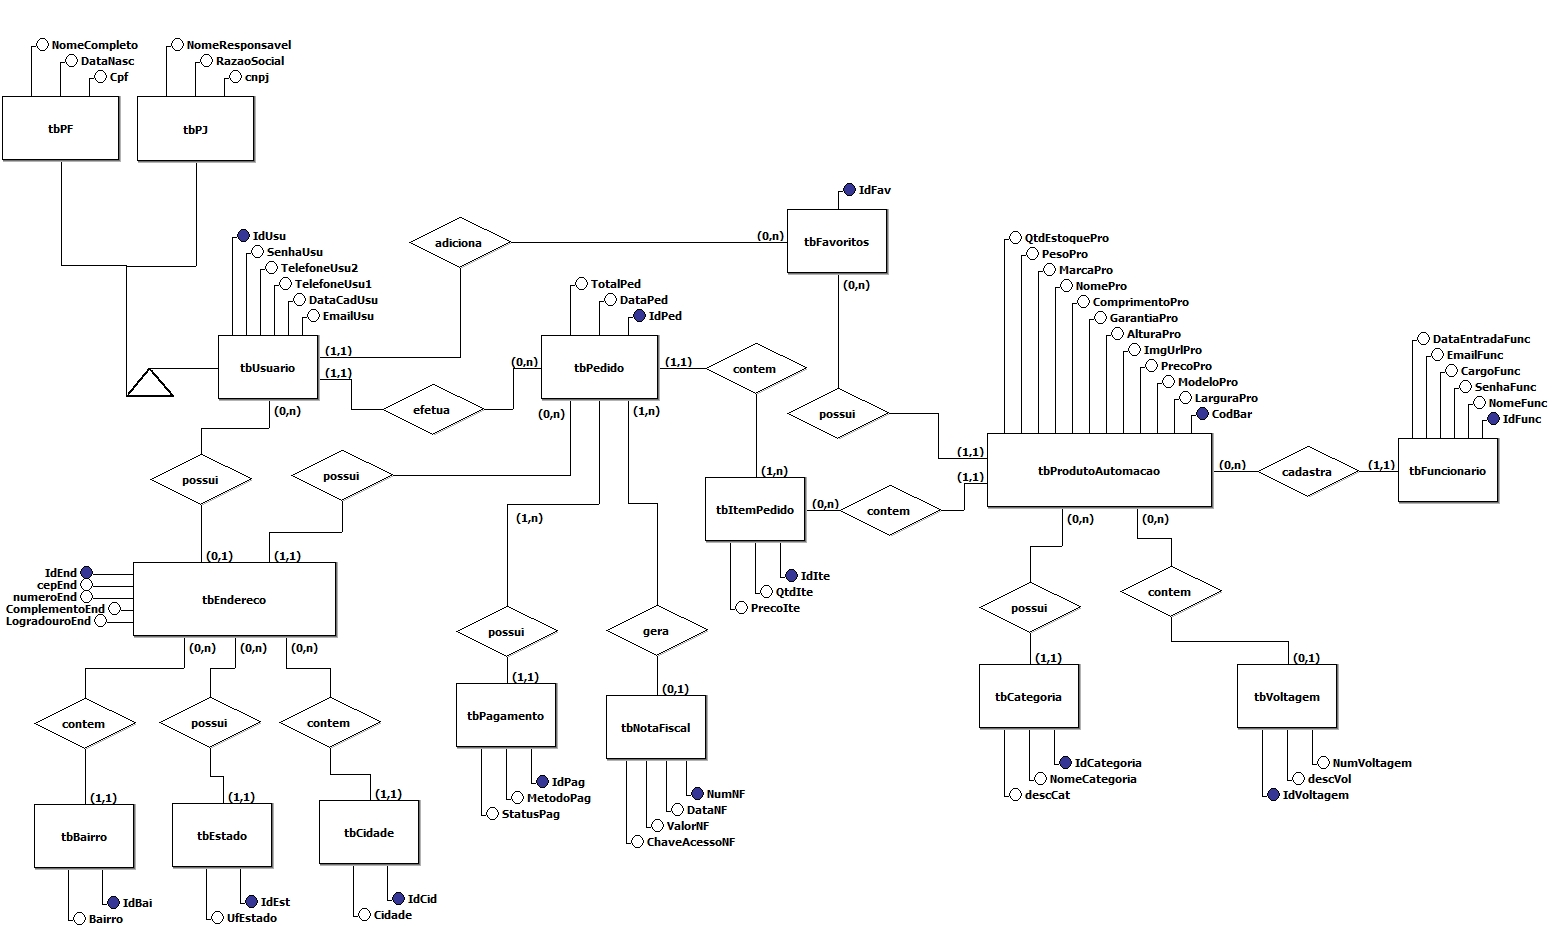 NomeCompleto
DataNasc
Cpf
tbPF
NomeResponsavel
RazaoSocial
cnpj
tbPJ
IdFav
tbFavoritos
(0,n)
(0,n)
adiciona
IdUsu
SenhaUsu
TelefoneUsu2
TelefoneUsu1
DataCadUsu
EmailUsu
tbUsuario
(1,1)
(1,1)
(0,n)
efetua
TotalPed
DataPed
IdPed
(0,n)
tbPedido
(1,1)
(0,n)
(1,n)
contem
possui
QtdEstoquePro
PesoPro
MarcaPro
NomePro
ComprimentoPro
GarantiaPro
AlturaPro
ImgUrlPro
PrecoPro
ModeloPro
LarguraPro
CodBar
tbProdutoAutomacao
(1,1)
(1,1)
(0,n)
(0,n)
(0,n)
cadastra
(1,1)
DataEntradaFunc
EmailFunc
CargoFunc
SenhaFunc
NomeFunc
IdFunc
tbFuncionario
possui
possui
(1,n)
tbItemPedido
(0,n)
contem
IdIte
QtdIte
PrecoIte
(0,1)
(1,1)
IdEnd
cepEnd
numeroEnd
ComplementoEnd
LogradouroEnd
tbEndereco
(0,n)
(0,n)
(0,n)
(1,n)
possui
gera
possui
contem
contem
possui
contem
(1,1)
tbPagamento
IdPag
MetodoPag
StatusPag
(0,1)
tbNotaFiscal
NumNF
DataNF
ValorNF
ChaveAcessoNF
(1,1)
tbCategoria
IdCategoria
NomeCategoria
descCat
(0,1)
tbVoltagem
NumVoltagem
descVol
IdVoltagem
(1,1)
tbBairro
IdBai
Bairro
(1,1)
tbEstado
IdEst
UfEstado
(1,1)
tbCidade
IdCid
Cidade